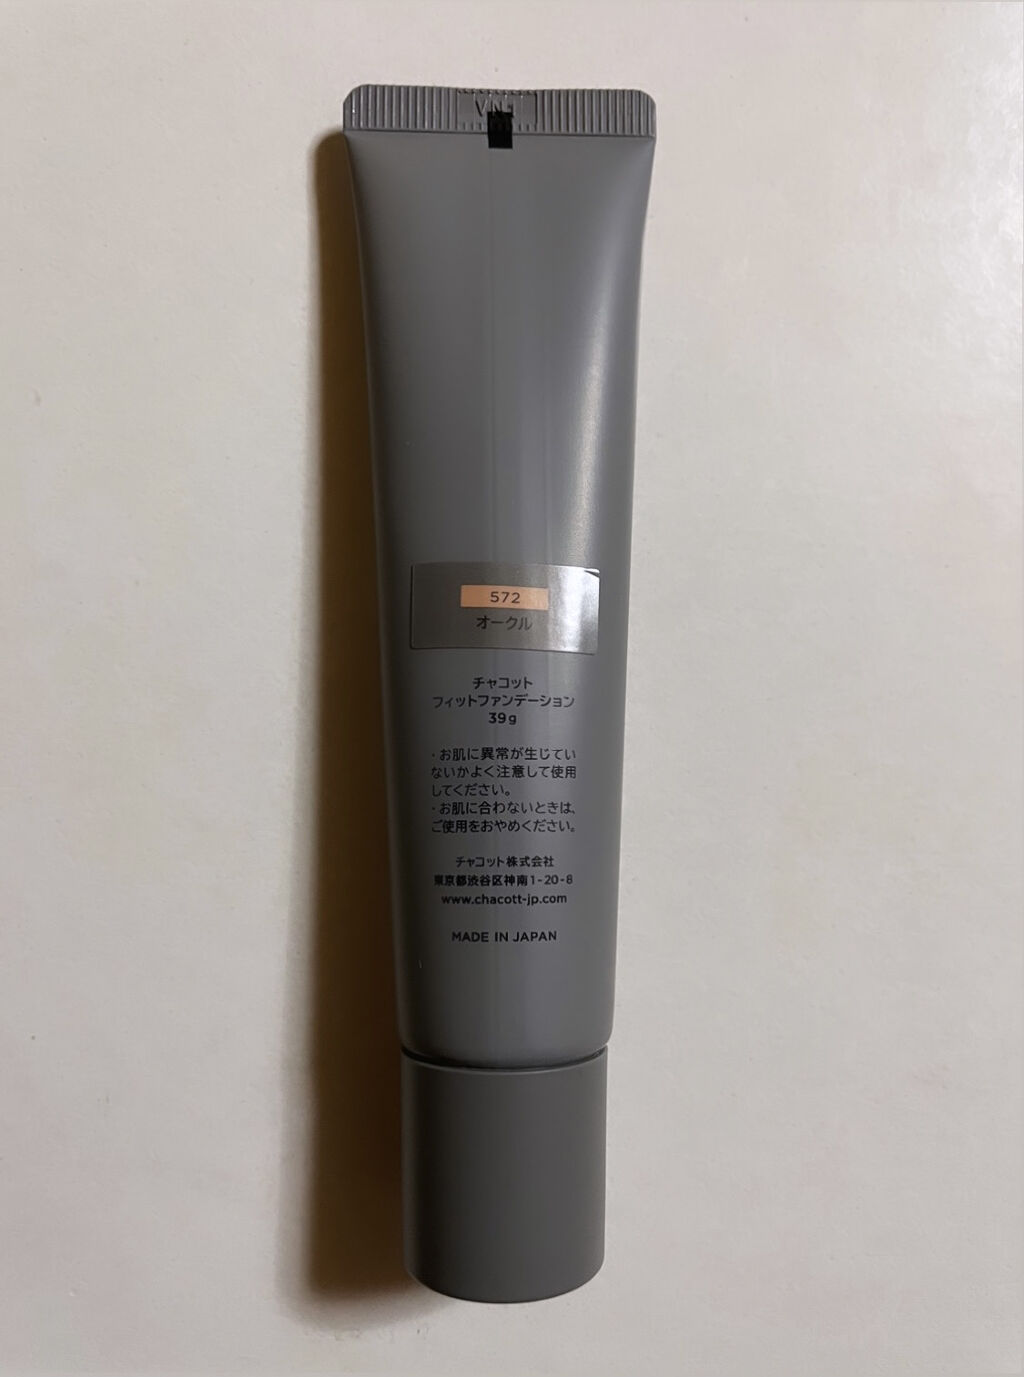 572
オークル
チャコット
フィットファンデーション
39g
・お肌に異常が生じてい
ないかよく注意して使用
してください。
・お肌に合わないときは、
ご使用をおやめください。
チャコット株式会社
東京都渋谷区神南1-20-8
www.chacott-jp.com
MADE IN JAPAN